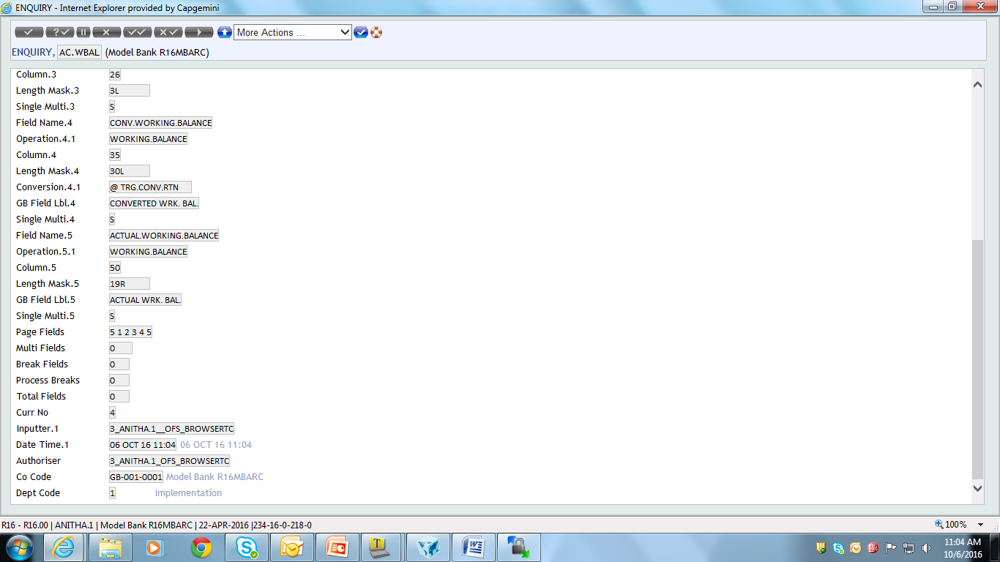 ENQUIRY - Internet Explorer provided by Capgemini
More Actions ...
ENQUIRY, AC.WBAL (Model Bank R16MBARC)
Column.3 26
Length Mask.3 3L
Single Multi.3 S
Field Name.4 CONV.WORKING.BALANCE
Operation.4.1 WORKING.BALANCE
Column.4 35
Length Mask.4 30L
Conversion.4.1 @ TRG.CONV.RTN
GB Field Lbl.4 CONVERTED WRK. BAL.
Single Multi.4 S
Field Name.5 ACTUAL.WORKING.BALANCE
Operation.5.1 WORKING.BALANCE
Column.5 50
Length Mask.5 19R
GB Field Lbl.5 ACTUAL WRK. BAL.
Single Multi.5 S
Page Fields 5 1 2 3 4 5
Multi Fields 0
Break Fields 0
Process Breaks 0
Total Fields 0
Curr No 4
Inputter.1 3_ANITHA.1__OFS_BROWSERTC
Date Time.1 06 OCT 16 11:04 06 OCT 16 11:04
Authoriser 3_ANITHA.1_OFS_BROWSERTC
Co Code GB-001-0001 Model Bank R16MBARC
Dept Code 1 Implementation
R16 - R16.00 | ANITHA.1 | Model Bank R16MBARC | 22-APR-2016 |234-16-0-218-0
100%
11:04 AM
10/6/2016